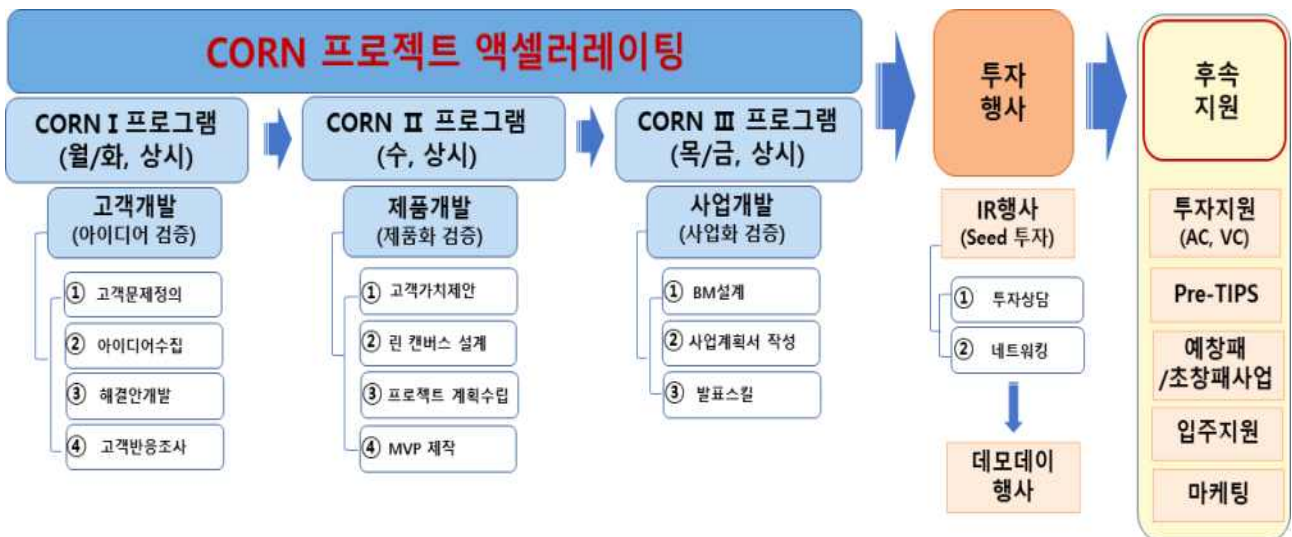 CORN 프로젝트 액셀러레이팅
CORN I 프로그램
(월/화, 상시)
고객개발
(아이디어 검증)
① 고객문제정의
② 아이디어수집
③ 해결안개발
④ 고객반응조사
CORN Ⅱ 프로그램
(수, 상시)
제품개발
(제품화 검증)
① 고객가치제안
② 린 캔버스 설계
③ 프로젝트 계획수립
④ MVP 제작
CORN Ⅲ 프로그램
(목/금, 상시)
사업개발
(사업화 검증)
① BM설계
② 사업계획서 작성
③ 발표스킬
투자
행사
IR행사
(Seed 투자)
① 투자상담
② 네트워킹
데모데이
행사
후속
지원
투자지원
(AC, VC)
Pre-TIPS
예창패
/초창패사업
입주지원
마케팅